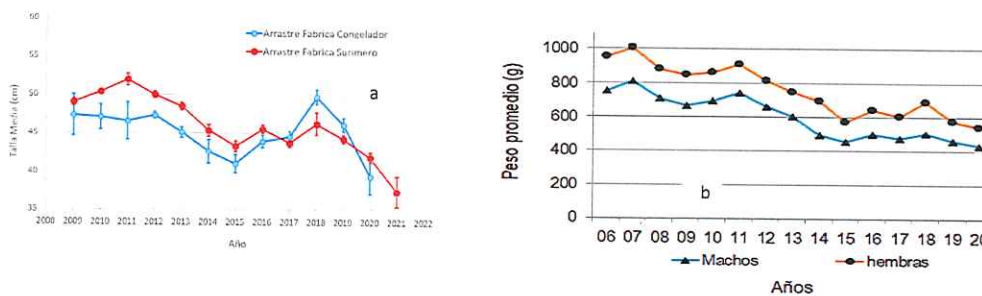 60
55
50
45
40
35
Talla Media (cm)
Arrastre Fabrica Congelador
Arrastre Fabrica Surimero
a
2000 2009 2010 2011 2012 2013 2014 2015 2016 2017 2018 2019 2020 2021 2022
Año
1000
800
600
400
200
0
Peso promedio (g)
b
06 07 08 09 10 11 12 13 14 15 16 17 18 19 20
Machos hembras
Años